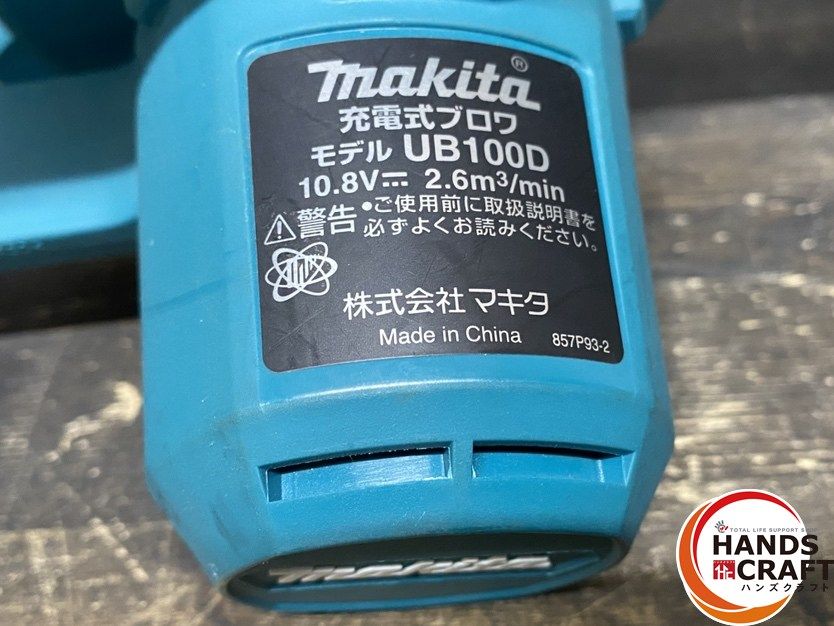 makita®
充電式ブロワ
モデル UB100D
10.8V⎓ 2.6m³/min
⚠警告 •ご使用前に取扱説明書を
必ずよくお読みください。
株式会社 マキタ
Made in China 857P93-2
makita
TOTAL LIFE SUPPORT SHOP
HANDS
CRAFT
ハンズクラフト